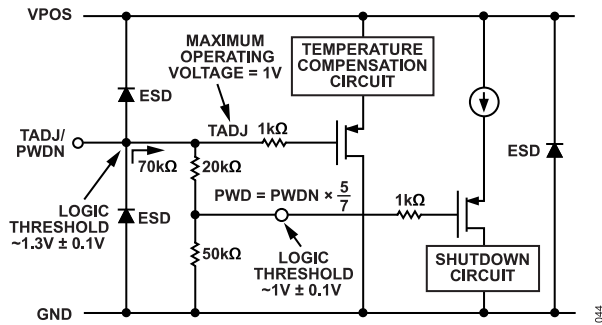 VPOS
MAXIMUM
OPERATING
VOLTAGE = 1V
TEMPERATURE
COMPENSATION
CIRCUIT
ESD
TADJ/
PWDN
TADJ
1kΩ
70kΩ
20kΩ
ESD
LOGIC
THRESHOLD
~1.3V ± 0.1V
ESD
PWD = PWDN × 5/7
1kΩ
50kΩ
LOGIC
THRESHOLD
~1V ± 0.1V
SHUTDOWN
CIRCUIT
GND
044